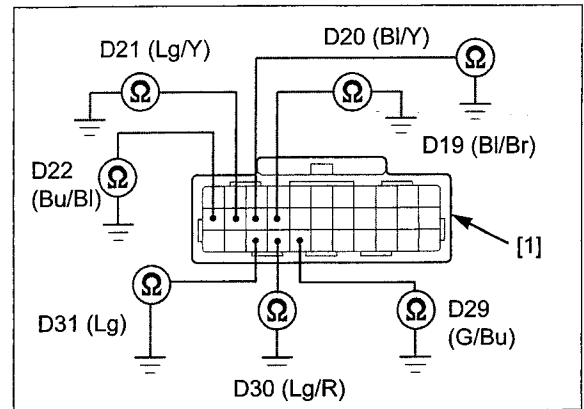 D21 (Lg/Y)
D20 (Bl/Y)
Ω
Ω
Ω
D19 (Bl/Br)
D22
(Bu/Bl)
Ω
[1]
Ω
Ω
Ω
D31 (Lg)
D29
(G/Bu)
D30 (Lg/R)